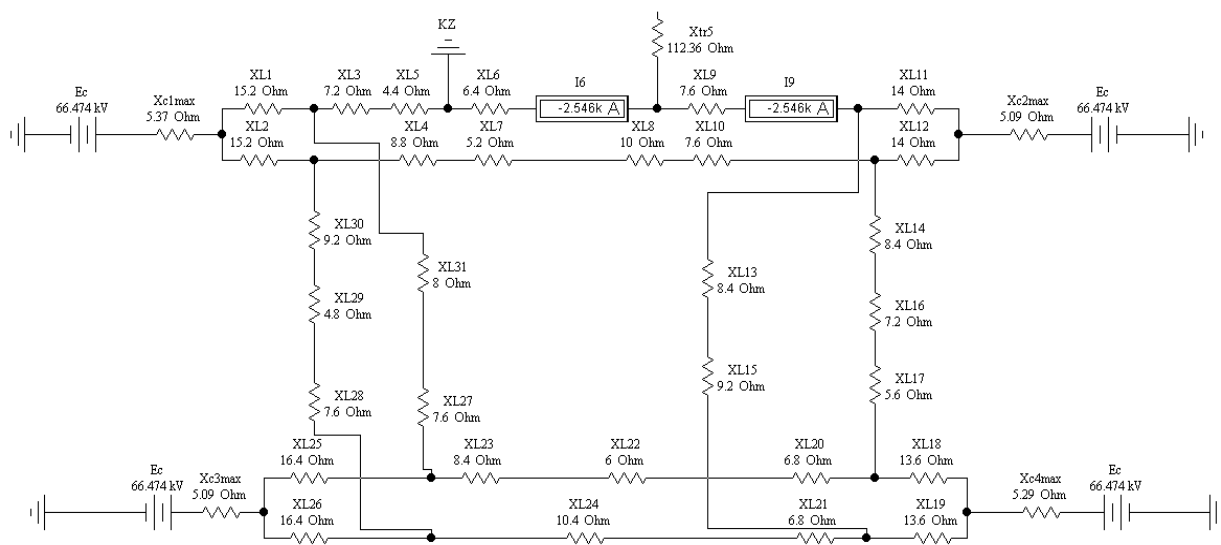 KZ
Xtr5
112.36 Ohm
Ec
66.474 kV
Xc1max
5.37 Ohm
XL1
15.2 Ohm
XL3
7.2 Ohm
XL5
4.4 Ohm
XL6
6.4 Ohm
I6
-2.546k A
XL9
7.6 Ohm
I9
-2.546k A
XL11
14 Ohm
Xc2max
5.09 Ohm
Ec
66.474 kV
XL2
15.2 Ohm
XL4
8.8 Ohm
XL7
5.2 Ohm
XL8
10 Ohm
XL10
7.6 Ohm
XL12
14 Ohm
XL30
9.2 Ohm
XL31
8 Ohm
XL13
8.4 Ohm
XL14
8.4 Ohm
XL29
4.8 Ohm
XL16
7.2 Ohm
XL28
7.6 Ohm
XL27
7.6 Ohm
XL15
9.2 Ohm
XL17
5.6 Ohm
Ec
66.474 kV
Xc3max
5.09 Ohm
XL25
16.4 Ohm
XL23
8.4 Ohm
XL22
6 Ohm
XL20
6.8 Ohm
XL18
13.6 Ohm
Xc4max
5.29 Ohm
Ec
66.474 kV
XL26
16.4 Ohm
XL24
10.4 Ohm
XL21
6.8 Ohm
XL19
13.6 Ohm